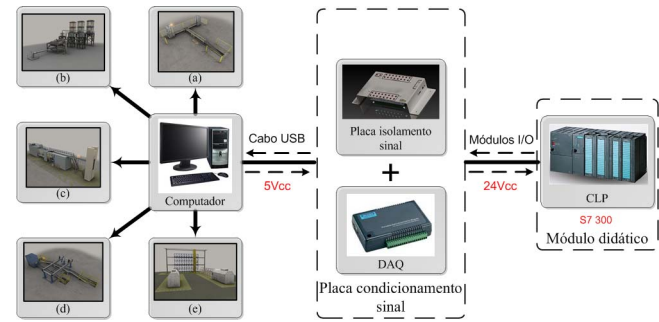 (b)
(a)
(c)
Computador
(d)
(e)
Cabo USB
5Vcc
Placa isolamento
sinal
+
DAQ
Placa condicionamento
sinal
Módulos I/O
24Vcc
CLP
S7 300
Módulo didático